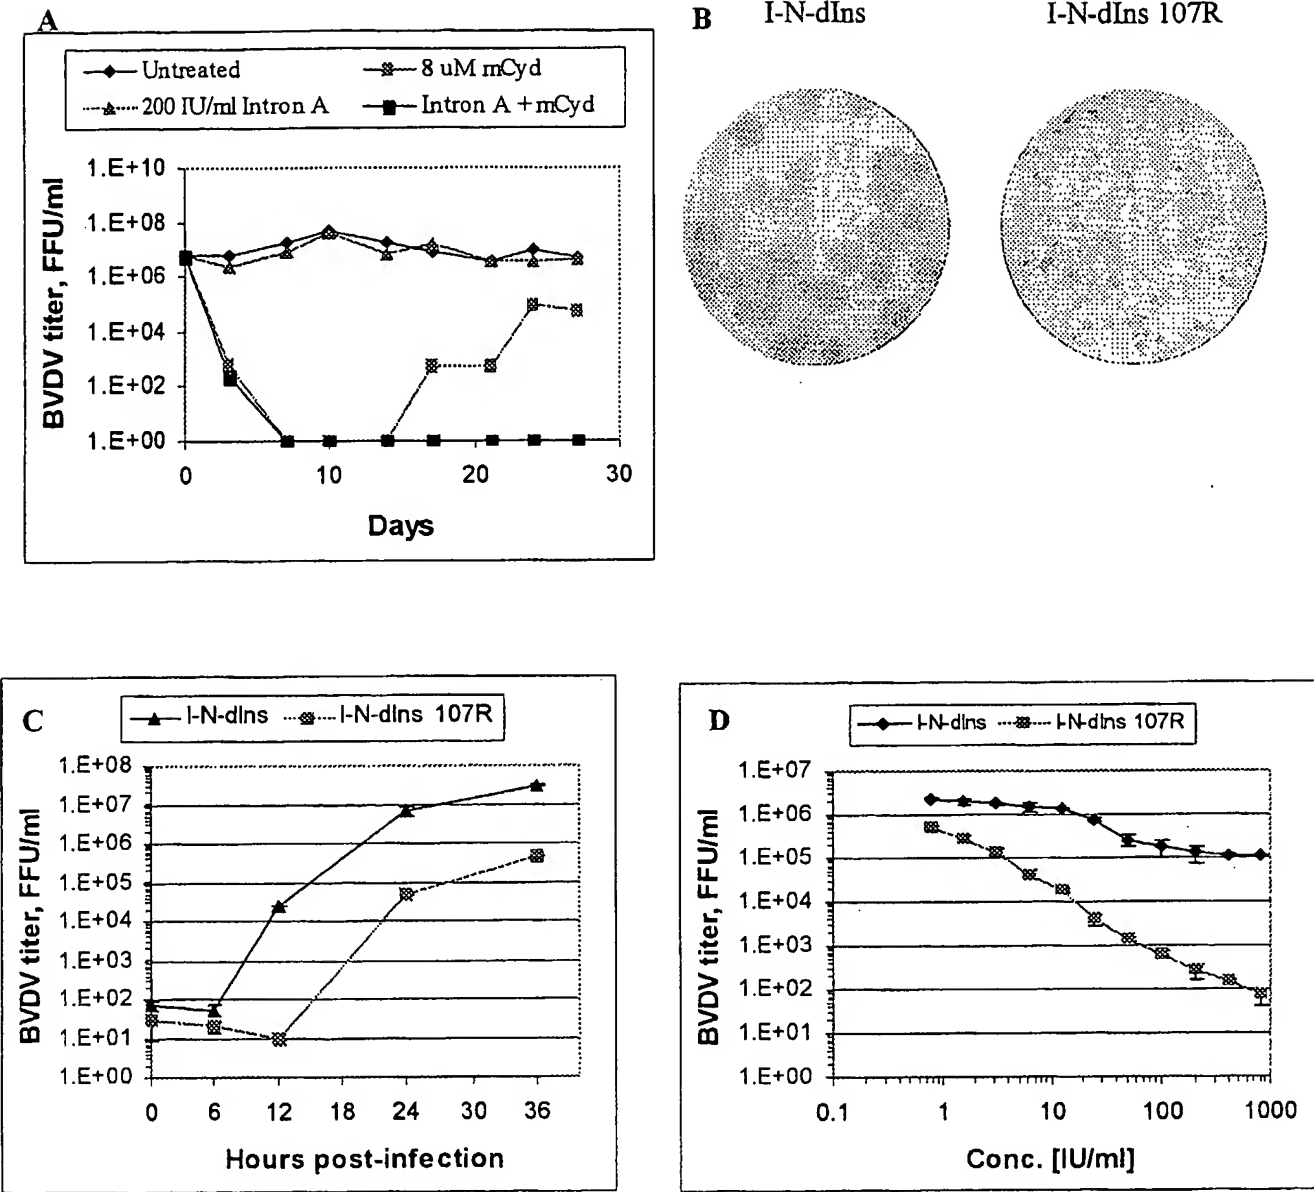 A
Untreated
8 uM mCyd
200 IU/ml Intron A
Intron A + mCyd
BVDV titer, FFU/ml
1.E+10
1.E+08
1.E+06
1.E+04
1.E+02
1.E+00
0 10 20 30
Days
B
I-N-dIns I-N-dIns 107R
C
I-N-dIns I-N-dIns 107R
BVDV titer, FFU/ml
1.E+08
1.E+07
1.E+06
1.E+05
1.E+04
1.E+03
1.E+02
1.E+01
1.E+00
0 6 12 18 24 30 36
Hours post-infection
D
I-N-dIns I-N-dIns 107R
BVDV titer, FFU/ml
1.E+07
1.E+06
1.E+05
1.E+04
1.E+03
1.E+02
1.E+01
1.E+00
0.1 1 10 100 1000
Conc. [IU/ml]